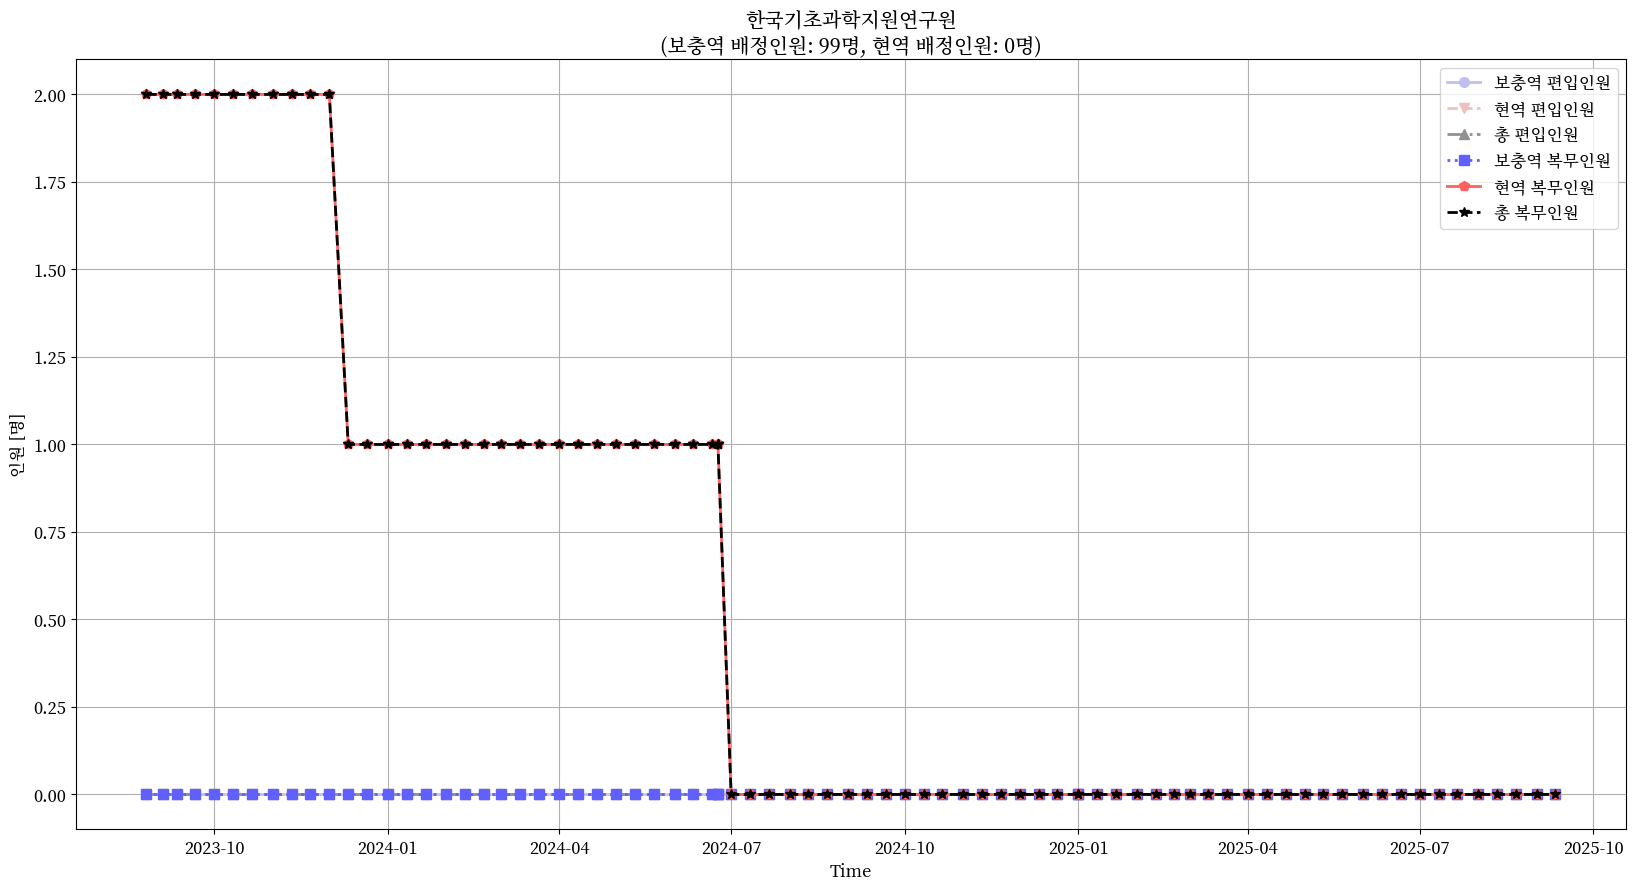 한국기초과학지원연구원
(보충역 배정인원: 99명, 현역 배정인원: 0명)
보충역 편입인원
현역 편입인원
총 편입인원
보충역 복무인원
현역 복무인원
총 복무인원
인원 [명]
2.00
1.75
1.50
1.25
1.00
0.75
0.50
0.25
0.00
2023-10
2024-01
2024-04
2024-07
2024-10
2025-01
2025-04
2025-07
2025-10
Time